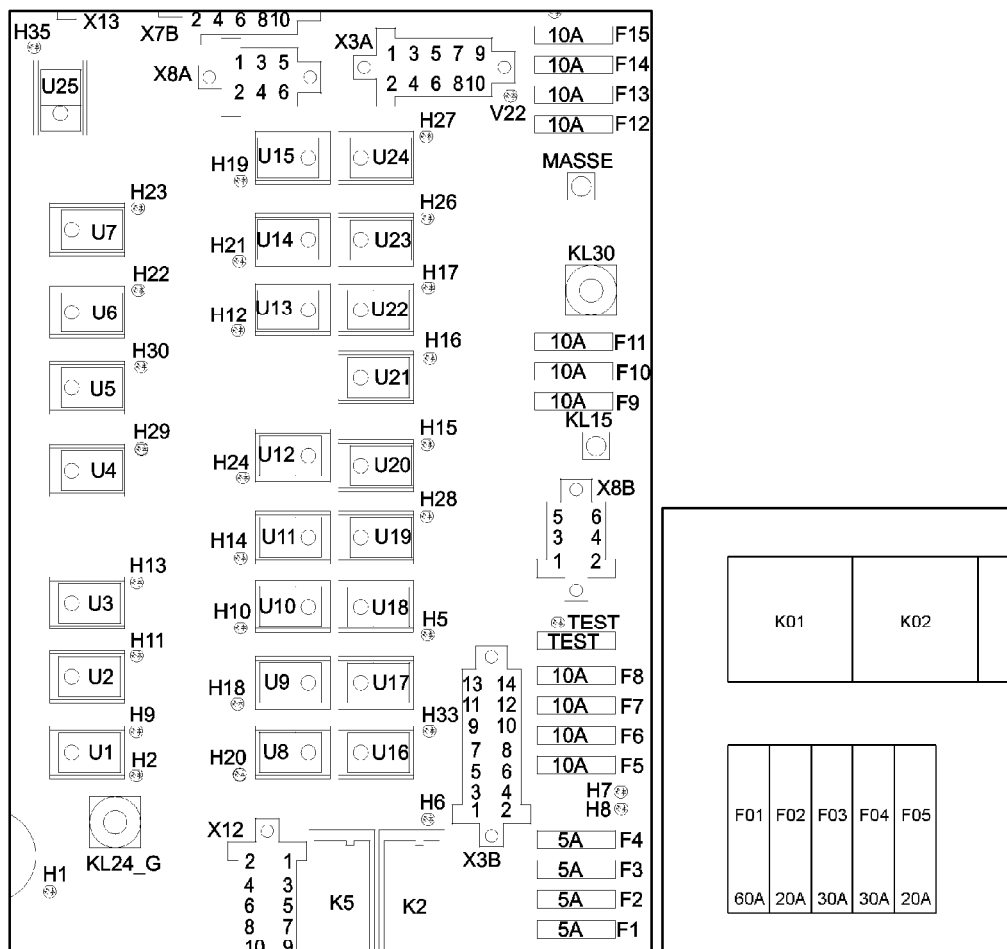 H35
X13
X7B
2 4 6 8 10
X3A
10A F15
U25
X8A
1 3 5
2 4 6
1 3 5 7 9
2 4 6 8 10
10A F14
10A F13
V22
10A F12
H27
H19
U15
U24
MASSE
H23
U7
H26
H21
U14
U23
H22
U6
H17
H12
U13
U22
KL30
H30
U5
H16
U21
10A F11
10A F10
10A F9
KL15
H29
U4
H24
U12
H15
U20
X8B
5 6
3 4
1 2
H28
H14
U11
U19
H13
U3
H10
U10
U18
H5
TEST
TEST
H11
U2
H18
U9
U17
13 14
11 12
9 10
7 8
5 6
3 4
1 2
X3B
10A F8
10A F7
10A F6
10A F5
H9
U1
H2
H20
U8
H33
U16
H7
H8
H6
KL24_G
H1
X12
2 1
4 3
6 5
8 7
10 9
K5
K2
5A F4
5A F3
5A F2
5A F1
K01
K02
F01 F02 F03 F04 F05
60A 20A 30A 30A 20A